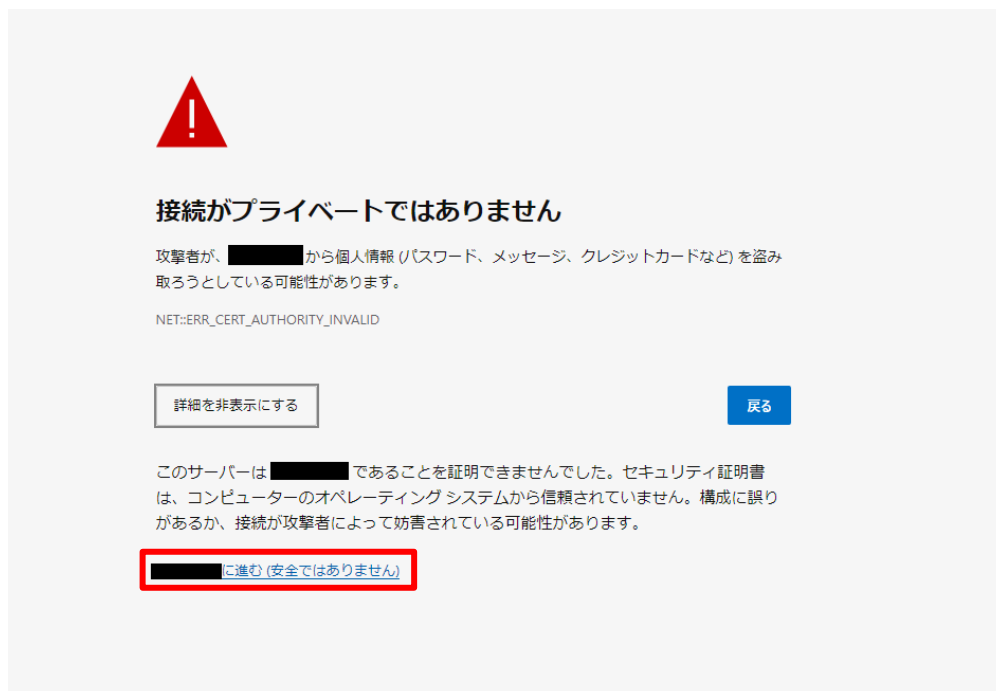 接続がプライベートではありません
攻撃者が、 から個人情報 (パスワード、メッセージ、クレジットカードなど) を盗み
取ろうとしている可能性があります。
NET::ERR_CERT_AUTHORITY_INVALID
詳細を非表示にする
戻る
このサーバーは であることを証明できませんでした。セキュリティ証明書
は、コンピューターのオペレーティング システムから信頼されていません。構成に誤り
があるか、接続が攻撃者によって妨害されている可能性があります。
に進む (安全ではありません)